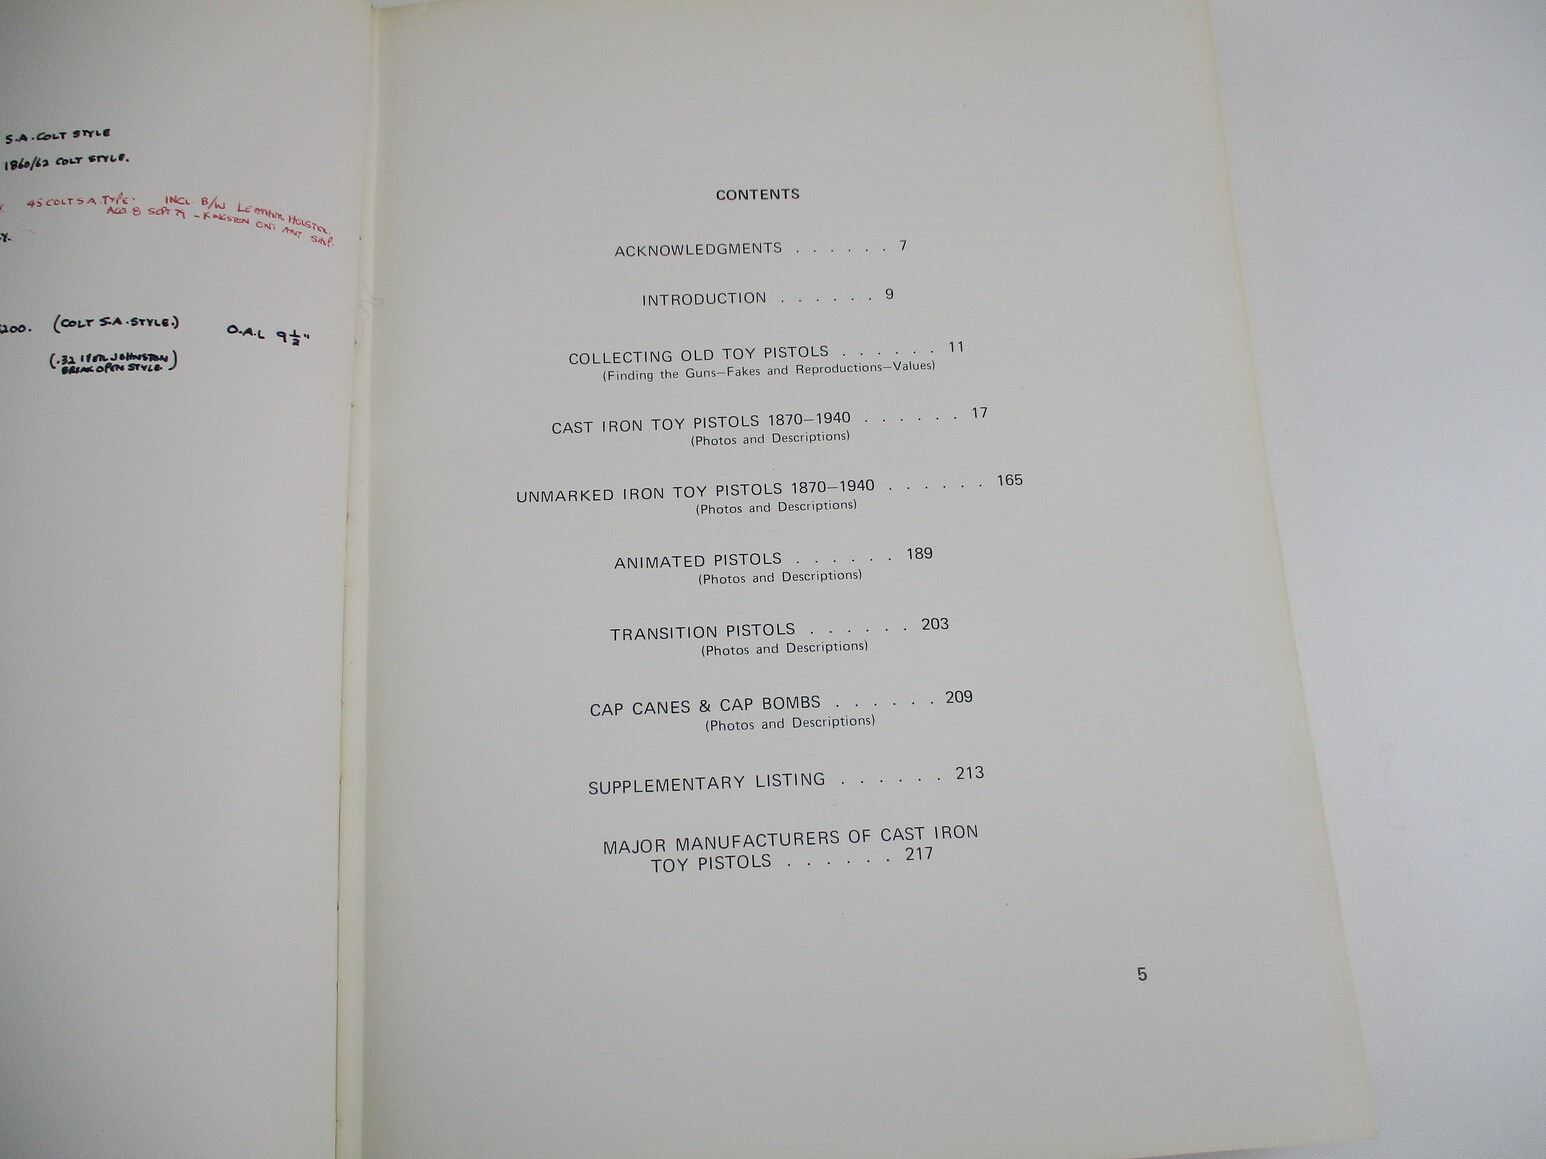 S.A. COLT STYLE
1860/62 COLT STYLE.
45 COLT S.A. TYPE. INCL. B/W LEATHER HOLSTER.
8 SEPT 79 - KINGSTON ONT. ANT. SHP.
Y.
200. (COLT S.A. STYLE.) O.A.L 9½"
(.32 IVER JOHNSTON)
BREAK OPEN STYLE.
CONTENTS
ACKNOWLEDGMENTS . . . . . . 7
INTRODUCTION . . . . . . 9
COLLECTING OLD TOY PISTOLS . . . . . . 11
(Finding the Guns—Fakes and Reproductions—Values)
CAST IRON TOY PISTOLS 1870—1940 . . . . . . 17
(Photos and Descriptions)
UNMARKED IRON TOY PISTOLS 1870—1940 . . . . . . 165
(Photos and Descriptions)
ANIMATED PISTOLS . . . . . . 189
(Photos and Descriptions)
TRANSITION PISTOLS . . . . . . 203
(Photos and Descriptions)
CAP CANES & CAP BOMBS . . . . . . 209
(Photos and Descriptions)
SUPPLEMENTARY LISTING . . . . . . 213
MAJOR MANUFACTURERS OF CAST IRON
TOY PISTOLS . . . . . . 217
5